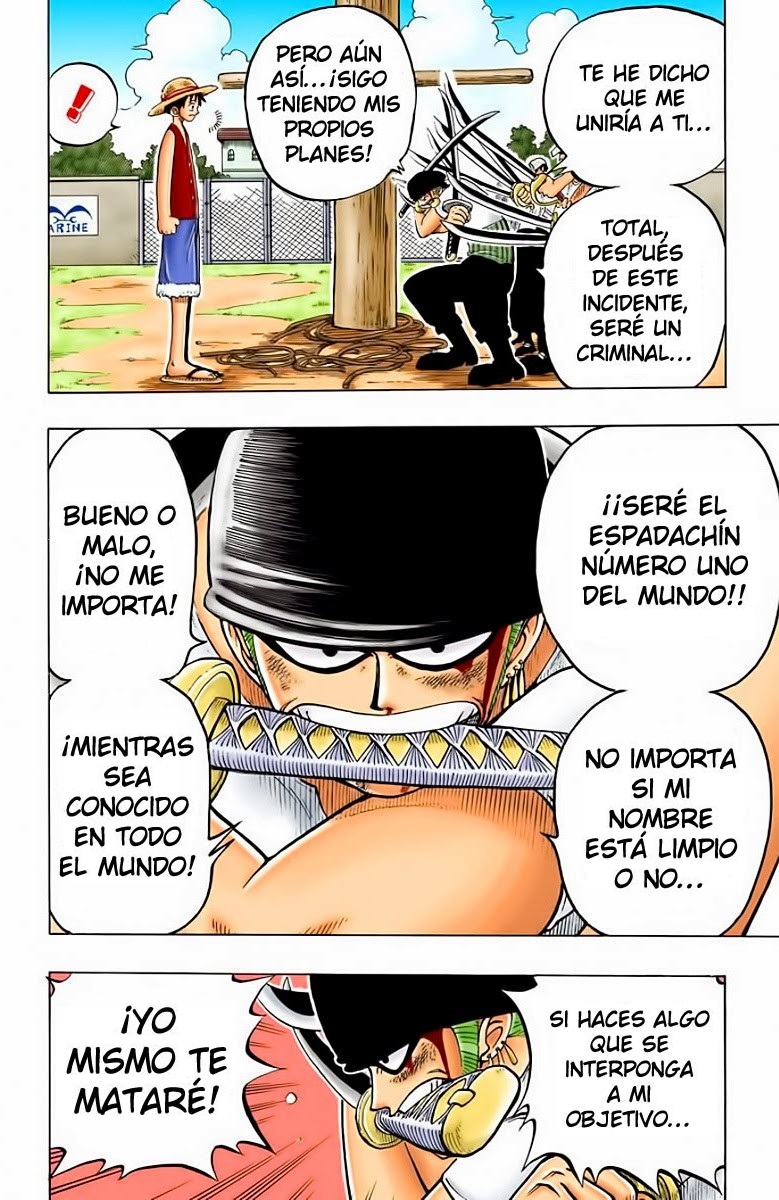 TE HE DICHO
QUE ME
UNIRÍA A TI...
TOTAL,
DESPUÉS
DE ESTE
INCIDENTE,
SERÉ UN
CRIMINAL...
PERO AÚN
ASÍ...¡SIGO
TENIENDO MIS
PROPIOS
PLANES!
!
ARINE
¡¡SERÉ EL
ESPADACHÍN
NÚMERO UNO
DEL MUNDO!!
NO IMPORTA
SI MI
NOMBRE
ESTÁ LIMPIO
O NO...
BUENO O
MALO,
¡NO ME
IMPORTA!
¡MIENTRAS
SEA
CONOCIDO
EN TODO
EL MUNDO!
SI HACES ALGO
QUE SE
INTERPONGA
A MI
OBJETIVO...
¡YO
MISMO TE
MATARÉ!